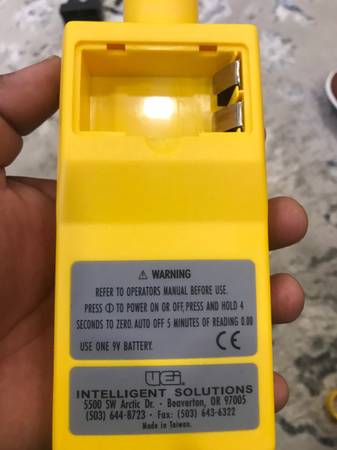 ⚠ WARNING
REFER TO OPERATORS MANUAL BEFORE USE.
PRESS ⏼ TO POWER ON OR OFF, PRESS AND HOLD 4
SECONDS TO ZERO. AUTO OFF 5 MINUTES OF READING 0.00
USE ONE 9V BATTERY. CE
UEi
INTELLIGENT SOLUTIONS
5500 SW Arctic Dr. · Beaverton, OR 97005
(503) 644-8723 · Fax: (503) 643-6322
Made in Taiwan.